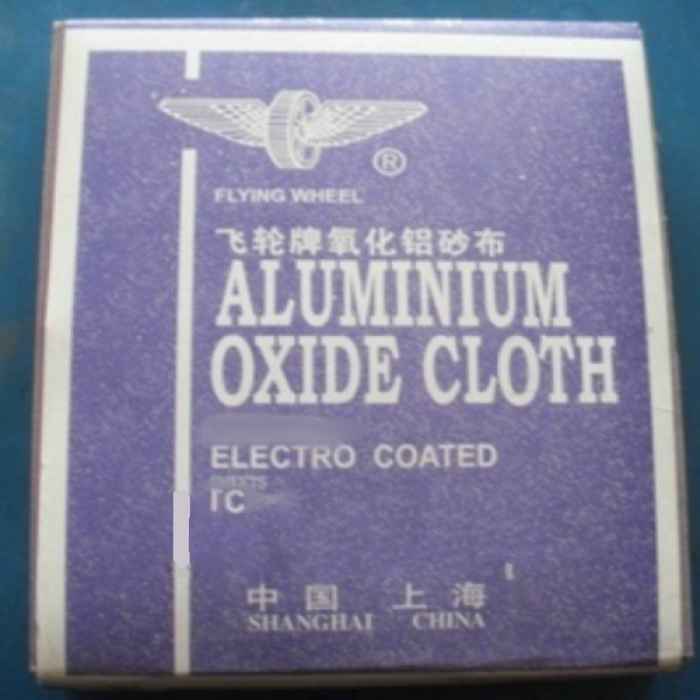 ®
FLYING WHEEL
飞轮牌氧化铝砂布
ALUMINIUM
OXIDE CLOTH
ELECTRO COATED
SHEETS
中国 上海
SHANGHAI CHINA